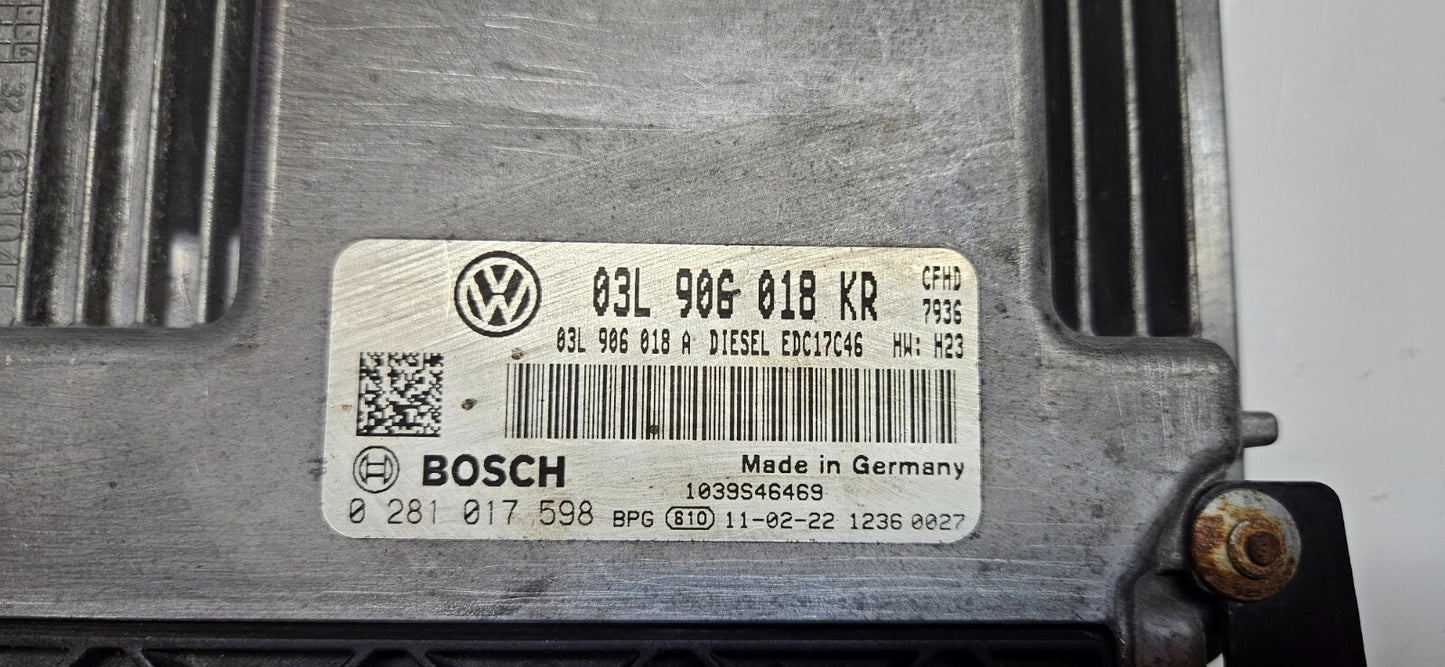 03L 906 018 KR
CFHD
7936
03L 906 018 A DIESEL EDC17C46 HW: H23
BOSCH
Made in Germany
1039S46469
0 281 017 598 BPG 810 11-02-22 1236 0027